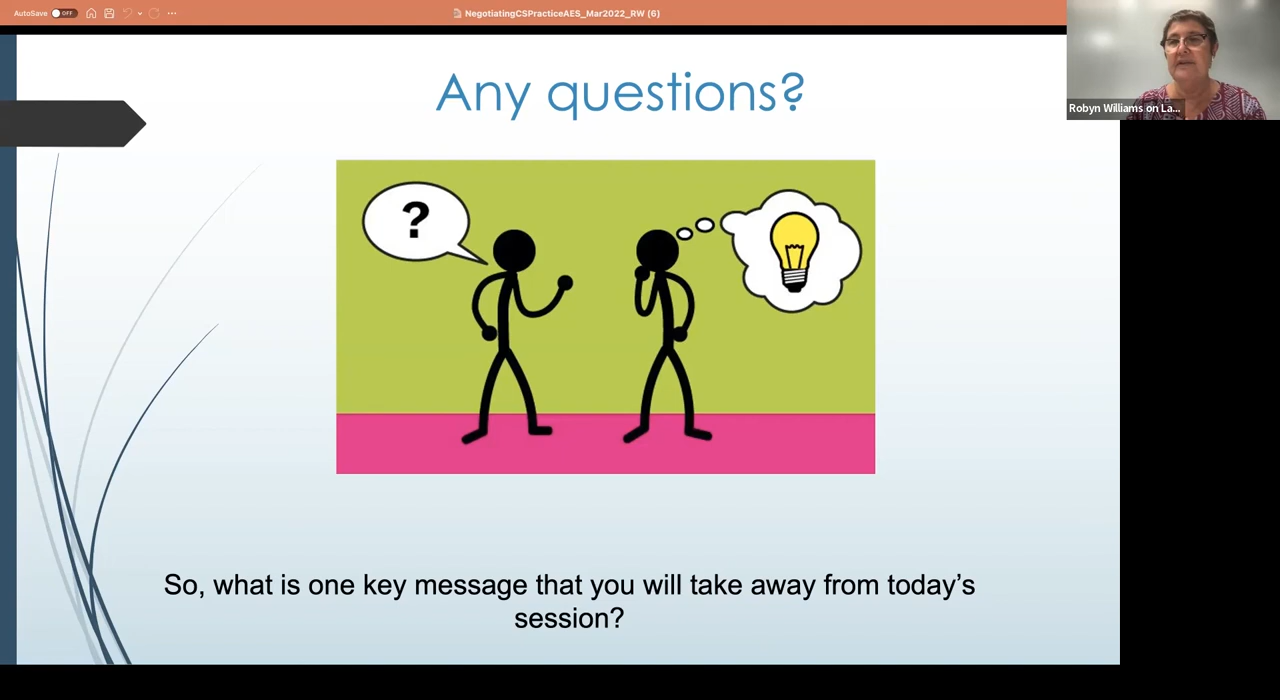 AutoSave OFF
NegotiatingCSPracticeAES_Mar2022_RW (6)
Robyn Williams on La...
Any questions?
?
So, what is one key message that you will take away from today’s
session?